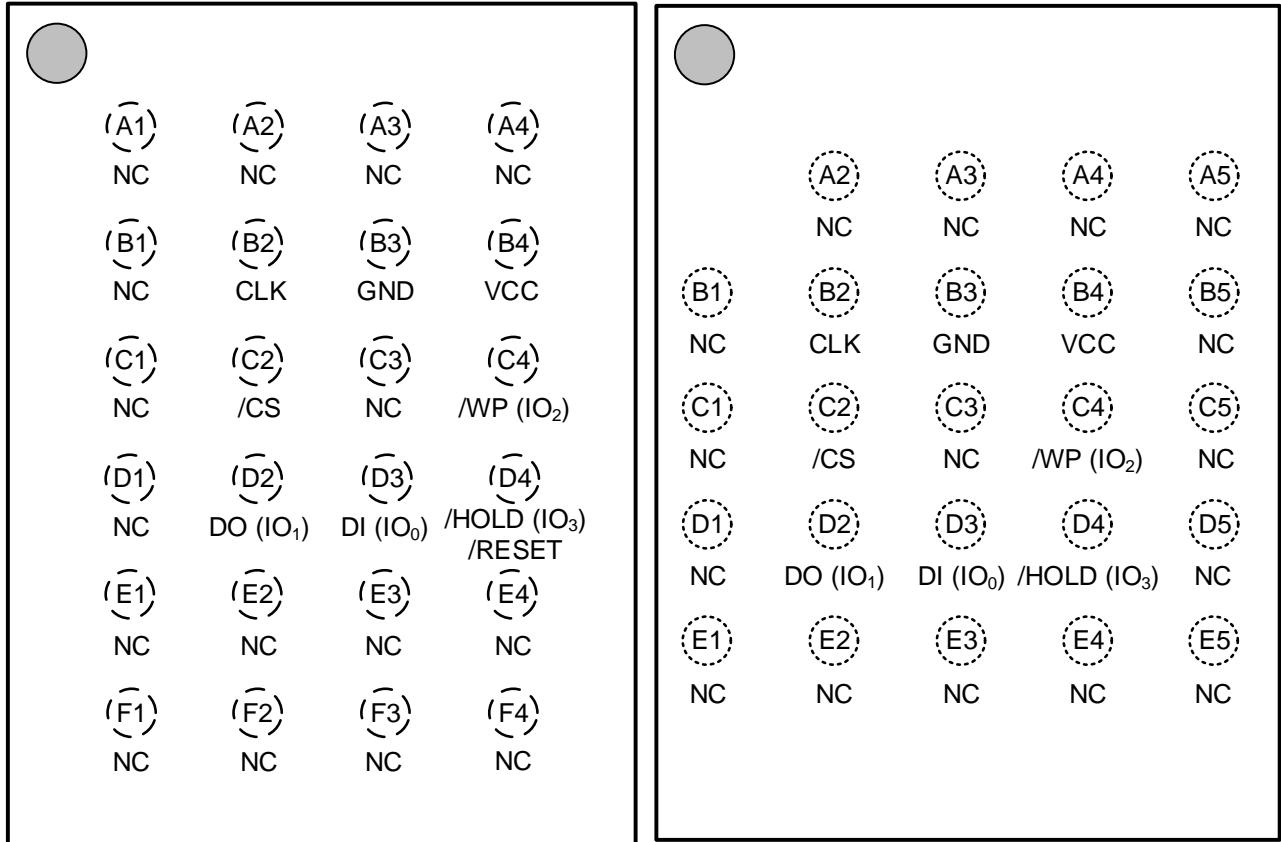 A1 A2 A3 A4
NC NC NC NC
B1 B2 B3 B4
NC CLK GND VCC
C1 C2 C3 C4
NC /CS NC /WP (IO₂)
D1 D2 D3 D4
NC DO (IO₁) DI (IO₀) /HOLD (IO₃)
/RESET
E1 E2 E3 E4
NC NC NC NC
F1 F2 F3 F4
NC NC NC NC
A2 A3 A4 A5
NC NC NC NC
B1 B2 B3 B4 B5
NC CLK GND VCC NC
C1 C2 C3 C4 C5
NC /CS NC /WP (IO₂) NC
D1 D2 D3 D4 D5
NC DO (IO₁) DI (IO₀) /HOLD (IO₃) NC
E1 E2 E3 E4 E5
NC NC NC NC NC